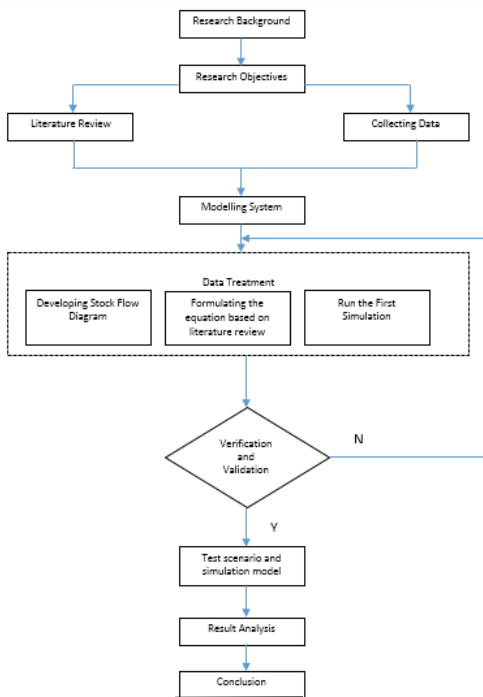 Research Background
Research Objectives
Literature Review
Collecting Data
Modelling System
Data Treatment
Developing Stock Flow
Diagram
Formulating the
equation based on
literature review
Run the First
Simulation
Verification
and
Validation
N
Y
Test scenario and
simulation model
Result Analysis
Conclusion